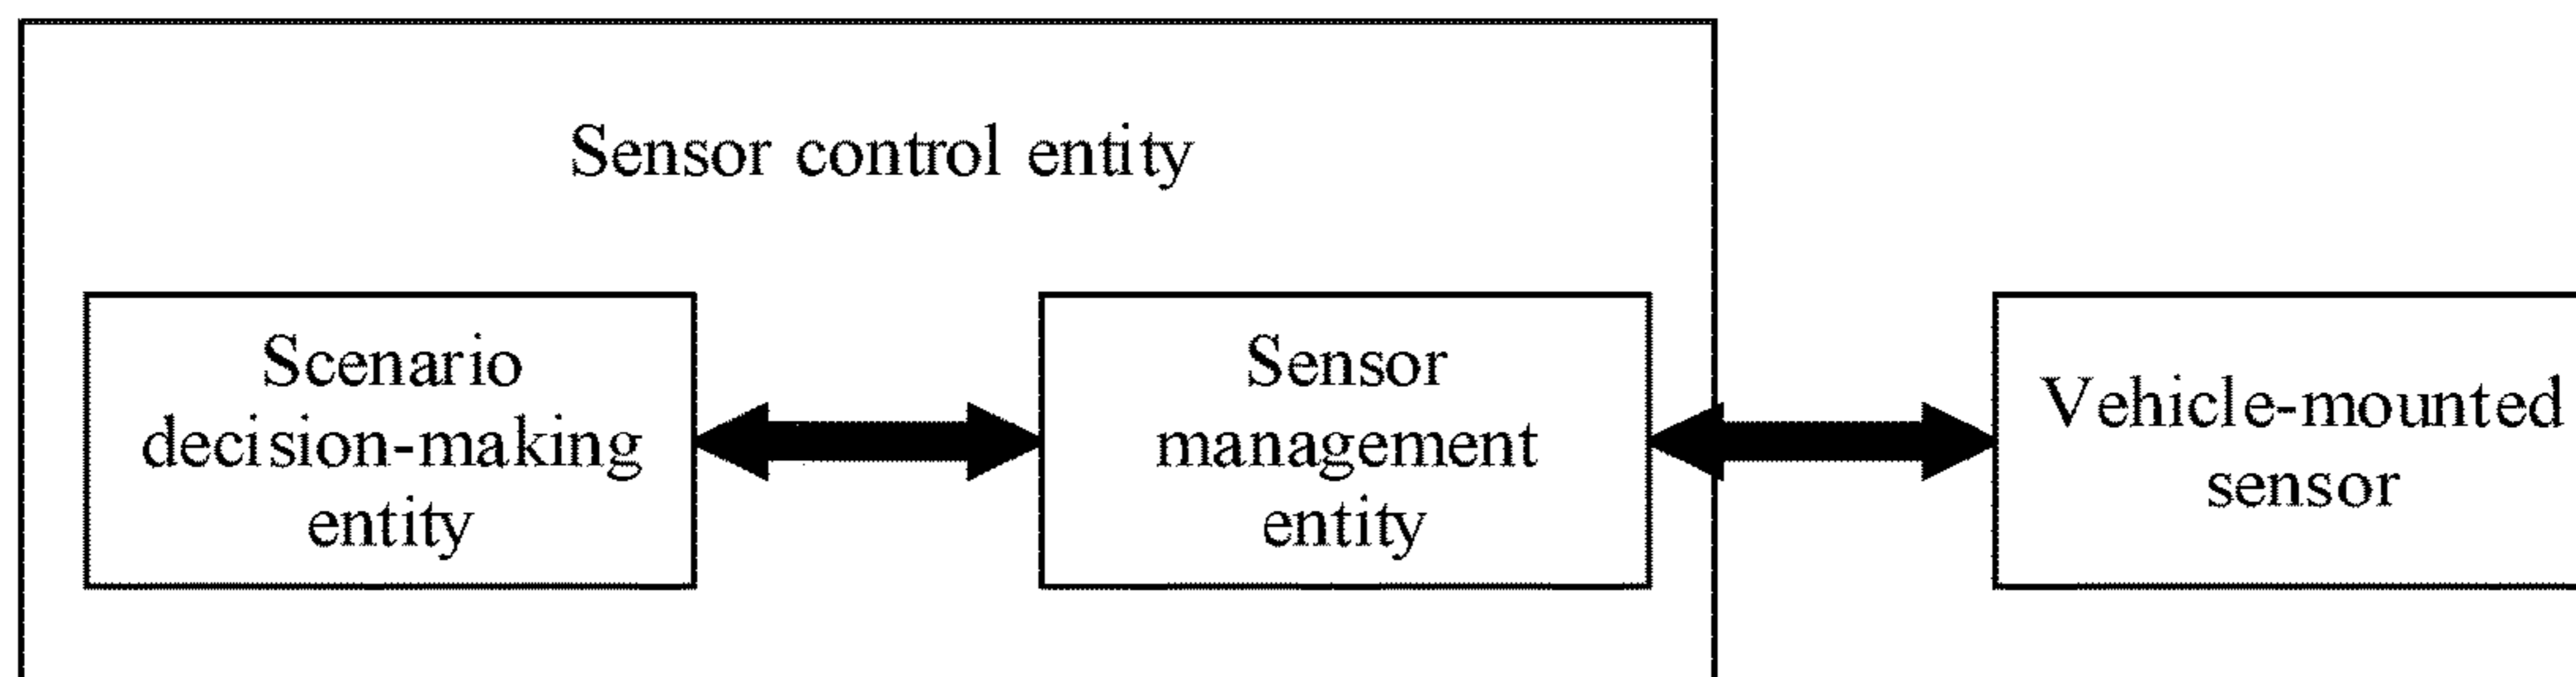 Sensor control entity
Scenario
decision-making
entity
Sensor
management
entity
Vehicle-mounted
sensor